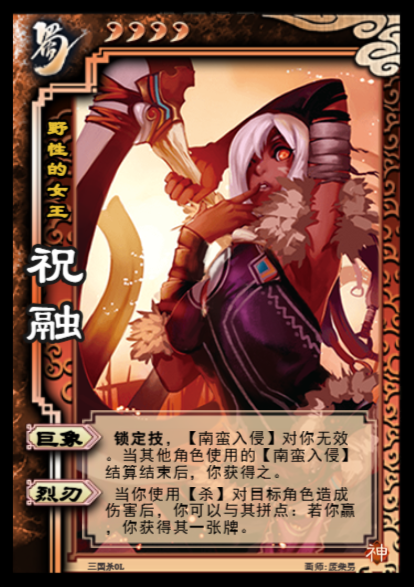 蜀
野性的女王
祝融
巨象
锁定技，【南蛮入侵】对你无效
。当其他角色使用的【南蛮入侵】
结算结束后，你获得之。
烈刃
当你使用【杀】对目标角色造成
伤害后，你可以与其拼点：若你赢
，你获得其一张牌。
神
三国杀OL
画师:匪萌男